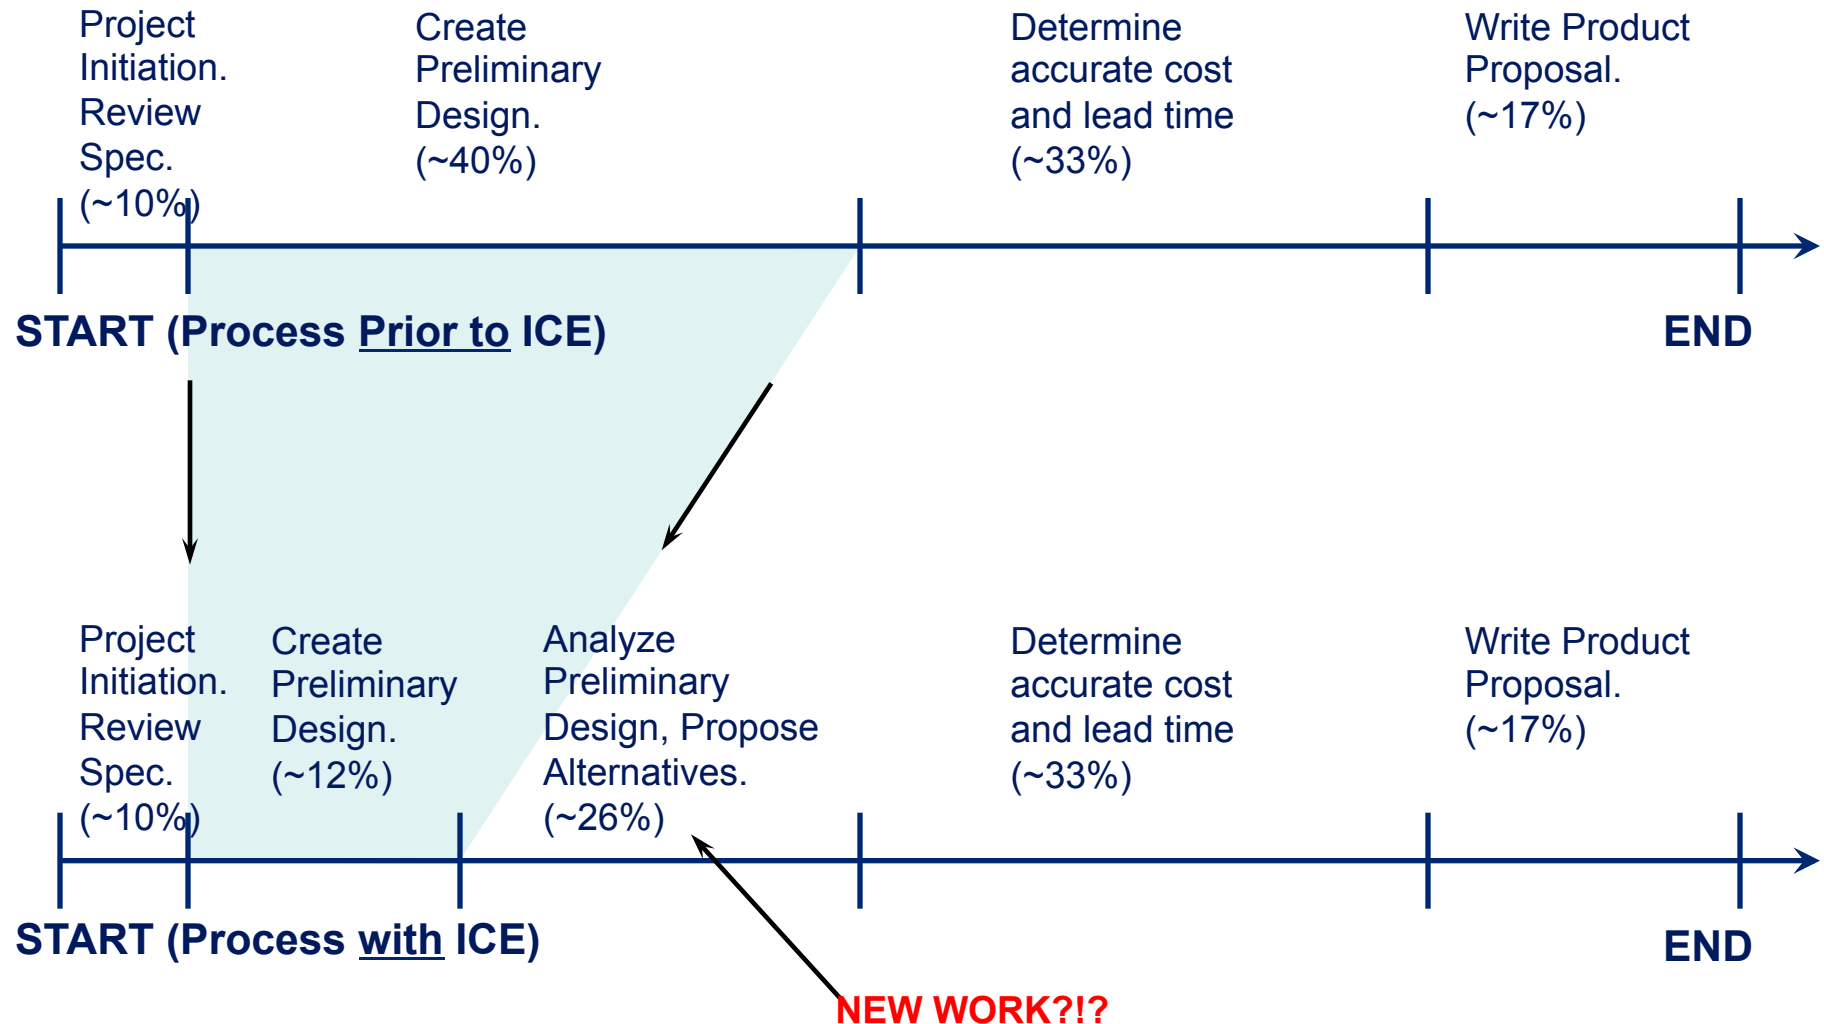 Project
Initiation.
Review
Spec.
(~10%)
Create
Preliminary
Design.
(~40%)
Determine
accurate cost
and lead time
(~33%)
Write Product
Proposal.
(~17%)
START (Process Prior to ICE)
END
Project
Initiation.
Review
Spec.
(~10%)
Create
Preliminary
Design.
(~12%)
Analyze
Preliminary
Design, Propose
Alternatives.
(~26%)
Determine
accurate cost
and lead time
(~33%)
Write Product
Proposal.
(~17%)
START (Process with ICE)
END
NEW WORK?!?